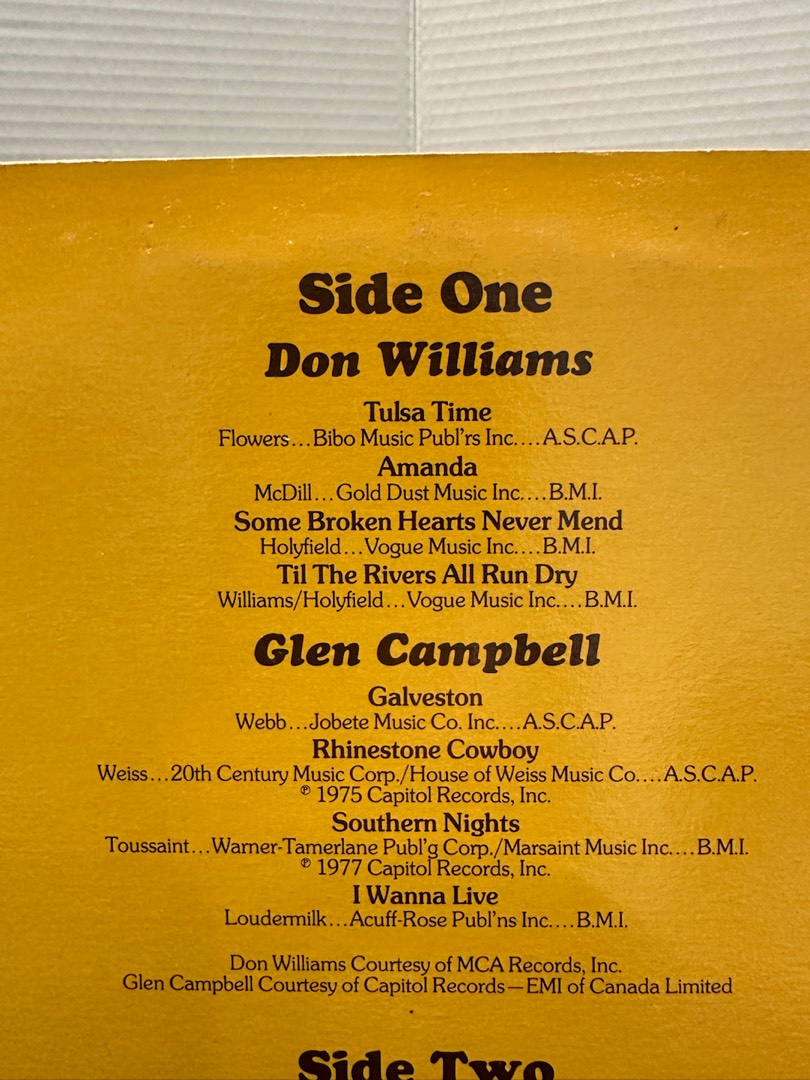 Side One
Don Williams
Tulsa Time
Flowers...Bibo Music Publ'rs Inc....A.S.C.A.P.
Amanda
McDill...Gold Dust Music Inc....B.M.I.
Some Broken Hearts Never Mend
Holyfield...Vogue Music Inc....B.M.I.
Til The Rivers All Run Dry
Williams/Holyfield...Vogue Music Inc....B.M.I.
Glen Campbell
Galveston
Webb...Jobete Music Co. Inc....A.S.C.A.P.
Rhinestone Cowboy
Weiss...20th Century Music Corp./House of Weiss Music Co....A.S.C.A.P.
℗ 1975 Capitol Records, Inc.
Southern Nights
Toussaint...Warner-Tamerlane Publ'g Corp./Marsaint Music Inc....B.M.I.
℗ 1977 Capitol Records, Inc.
I Wanna Live
Loudermilk...Acuff-Rose Publ'ns Inc....B.M.I.
Don Williams Courtesy of MCA Records, Inc.
Glen Campbell Courtesy of Capitol Records—EMI of Canada Limited
Side Two